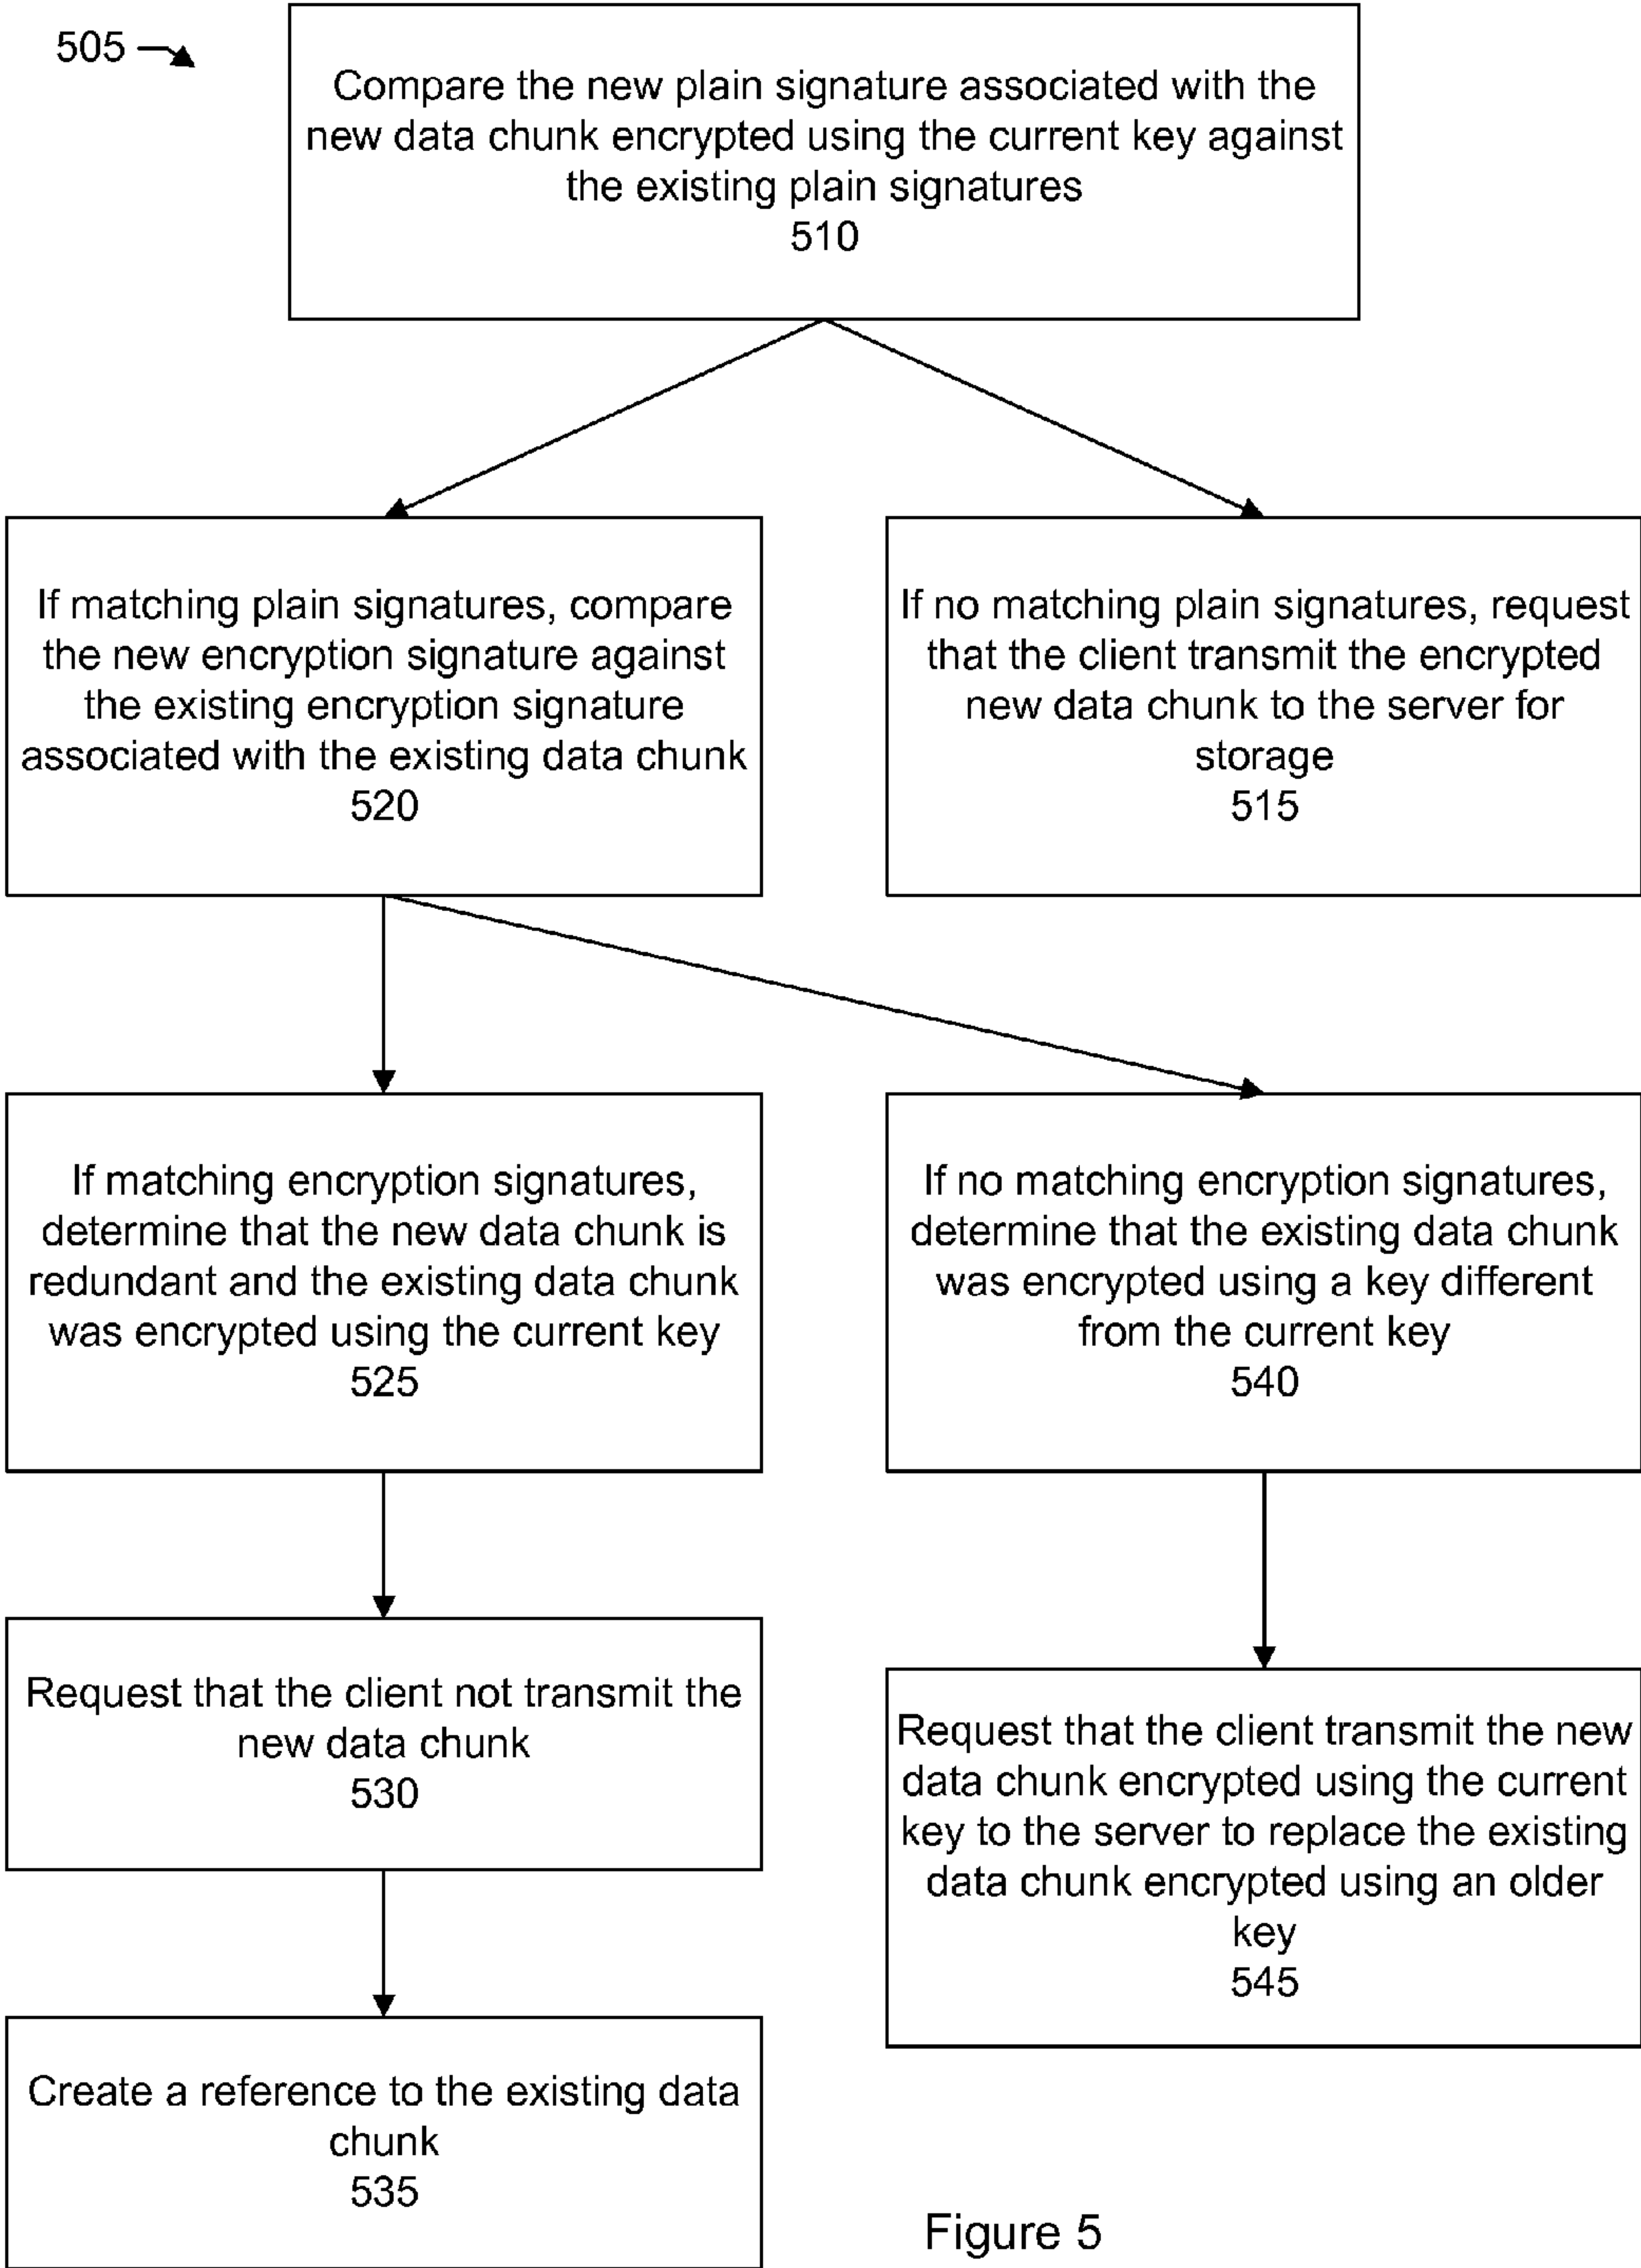 505
Compare the new plain signature associated with the
new data chunk encrypted using the current key against
the existing plain signatures
510
If matching plain signatures, compare
the new encryption signature against
the existing encryption signature
associated with the existing data chunk
520
If no matching plain signatures, request
that the client transmit the encrypted
new data chunk to the server for
storage
515
If matching encryption signatures,
determine that the new data chunk is
redundant and the existing data chunk
was encrypted using the current key
525
If no matching encryption signatures,
determine that the existing data chunk
was encrypted using a key different
from the current key
540
Request that the client not transmit the
new data chunk
530
Request that the client transmit the new
data chunk encrypted using the current
key to the server to replace the existing
data chunk encrypted using an older
key
545
Create a reference to the existing data
chunk
535
Figure 5